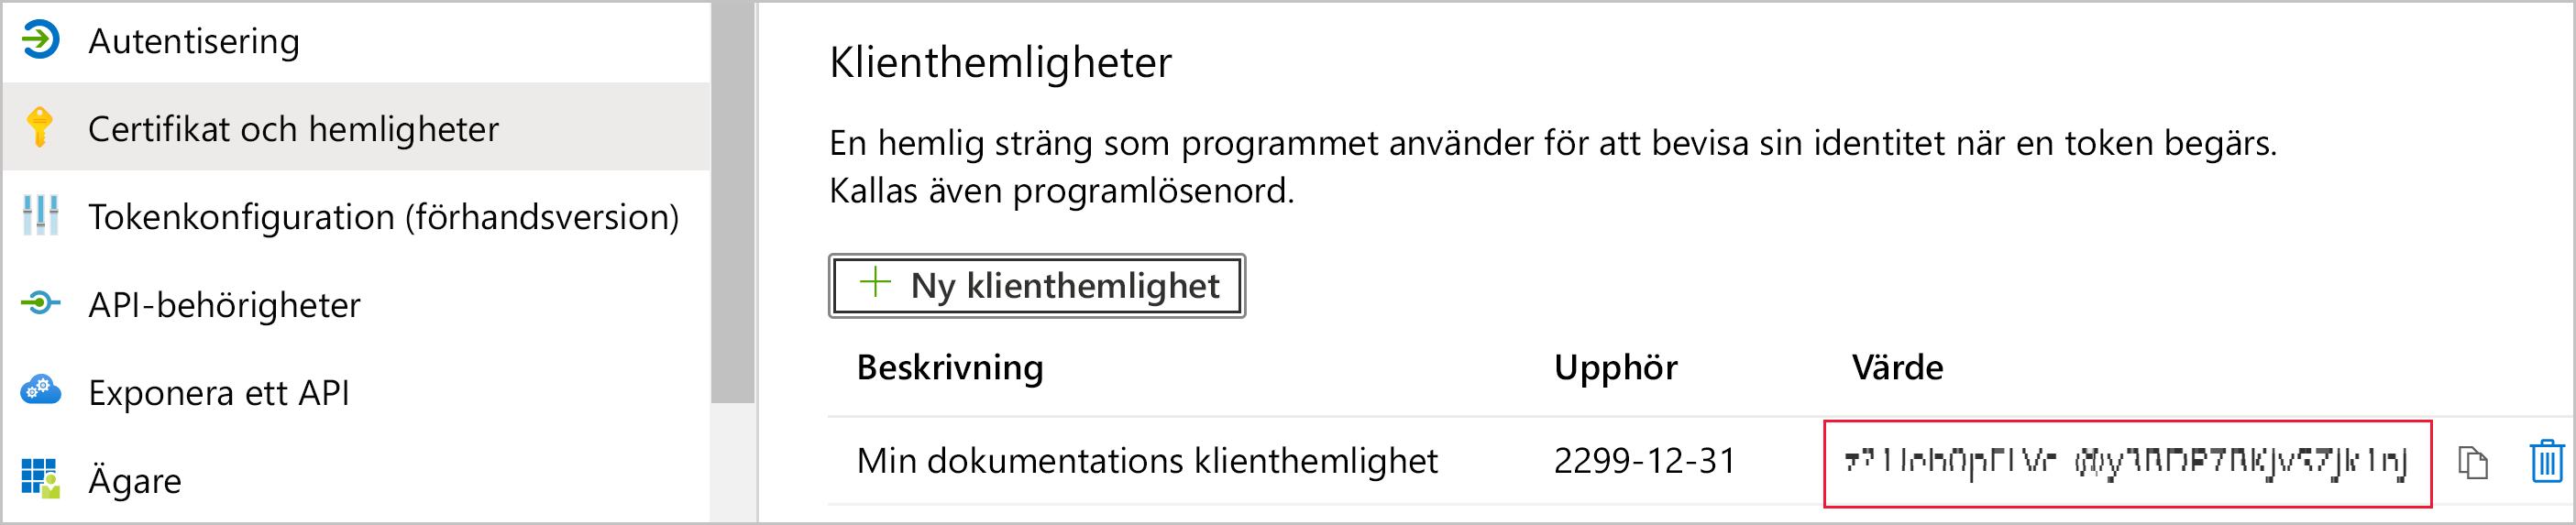 Autentisering
Certifikat och hemligheter
Tokenkonfiguration (förhandsversion)
API-behörigheter
Exponera ett API
Ägare
Klienthemligheter
En hemlig sträng som programmet använder för att bevisa sin identitet när en token begärs.
Kallas även programlösenord.
Ny klienthemlighet
Beskrivning Upphör Värde
Min dokumentations klienthemlighet 2299-12-31